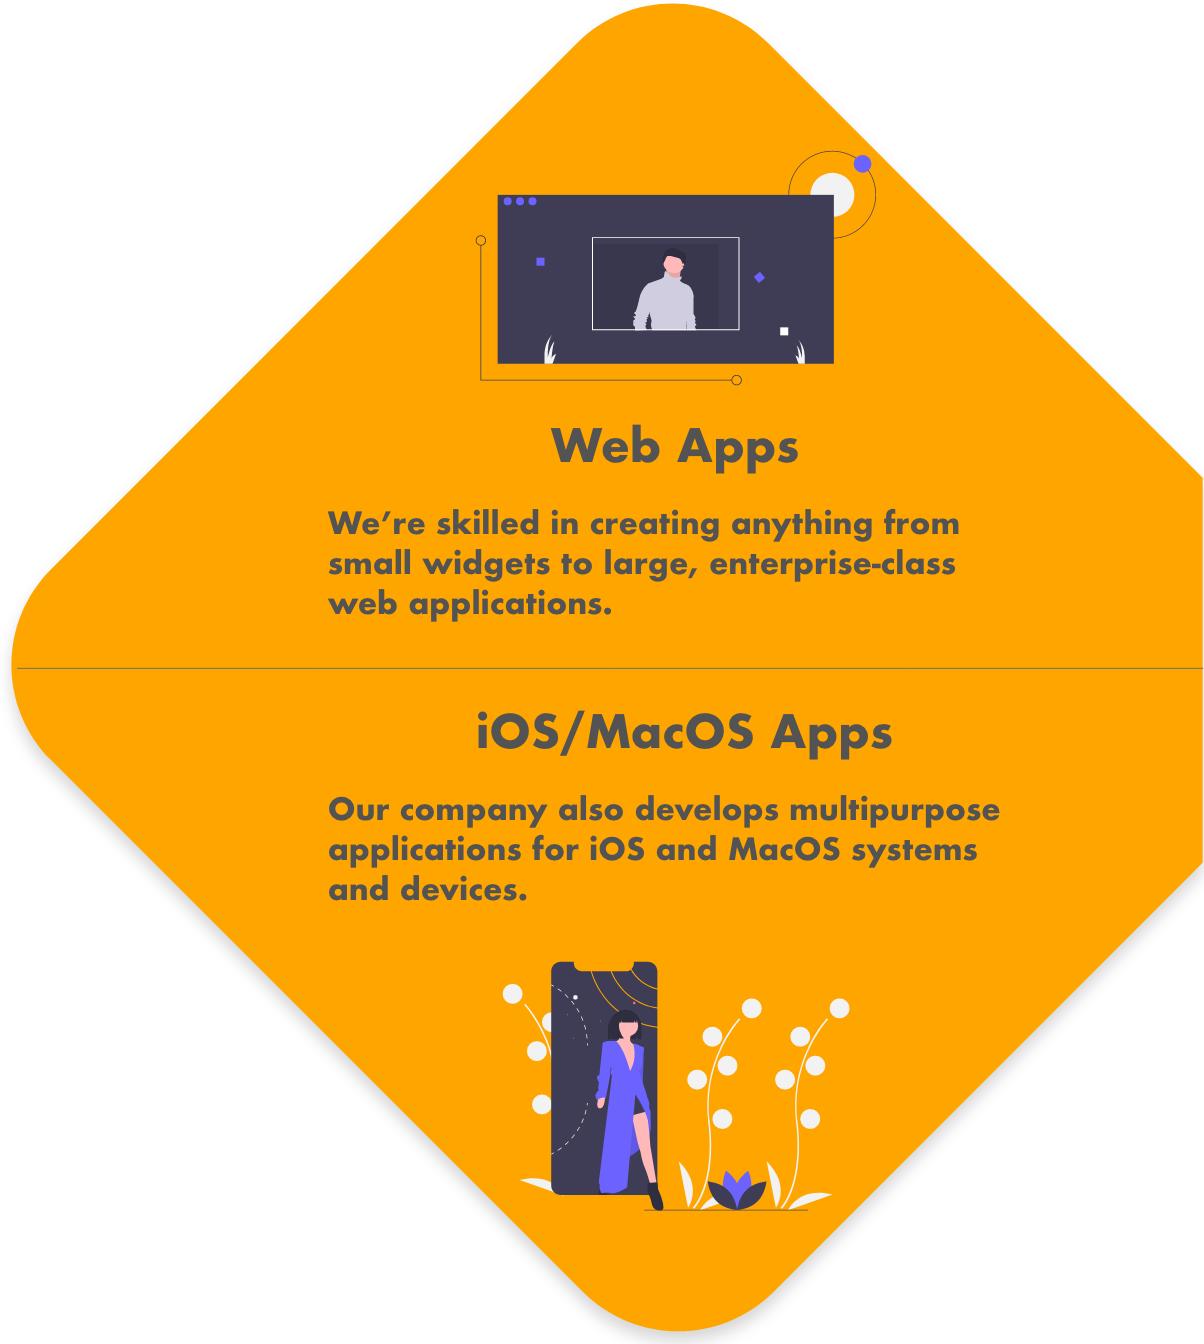 Web Apps
We’re skilled in creating anything from
small widgets to large, enterprise-class
web applications.
iOS/MacOS Apps
Our company also develops multipurpose
applications for iOS and MacOS systems
and devices.